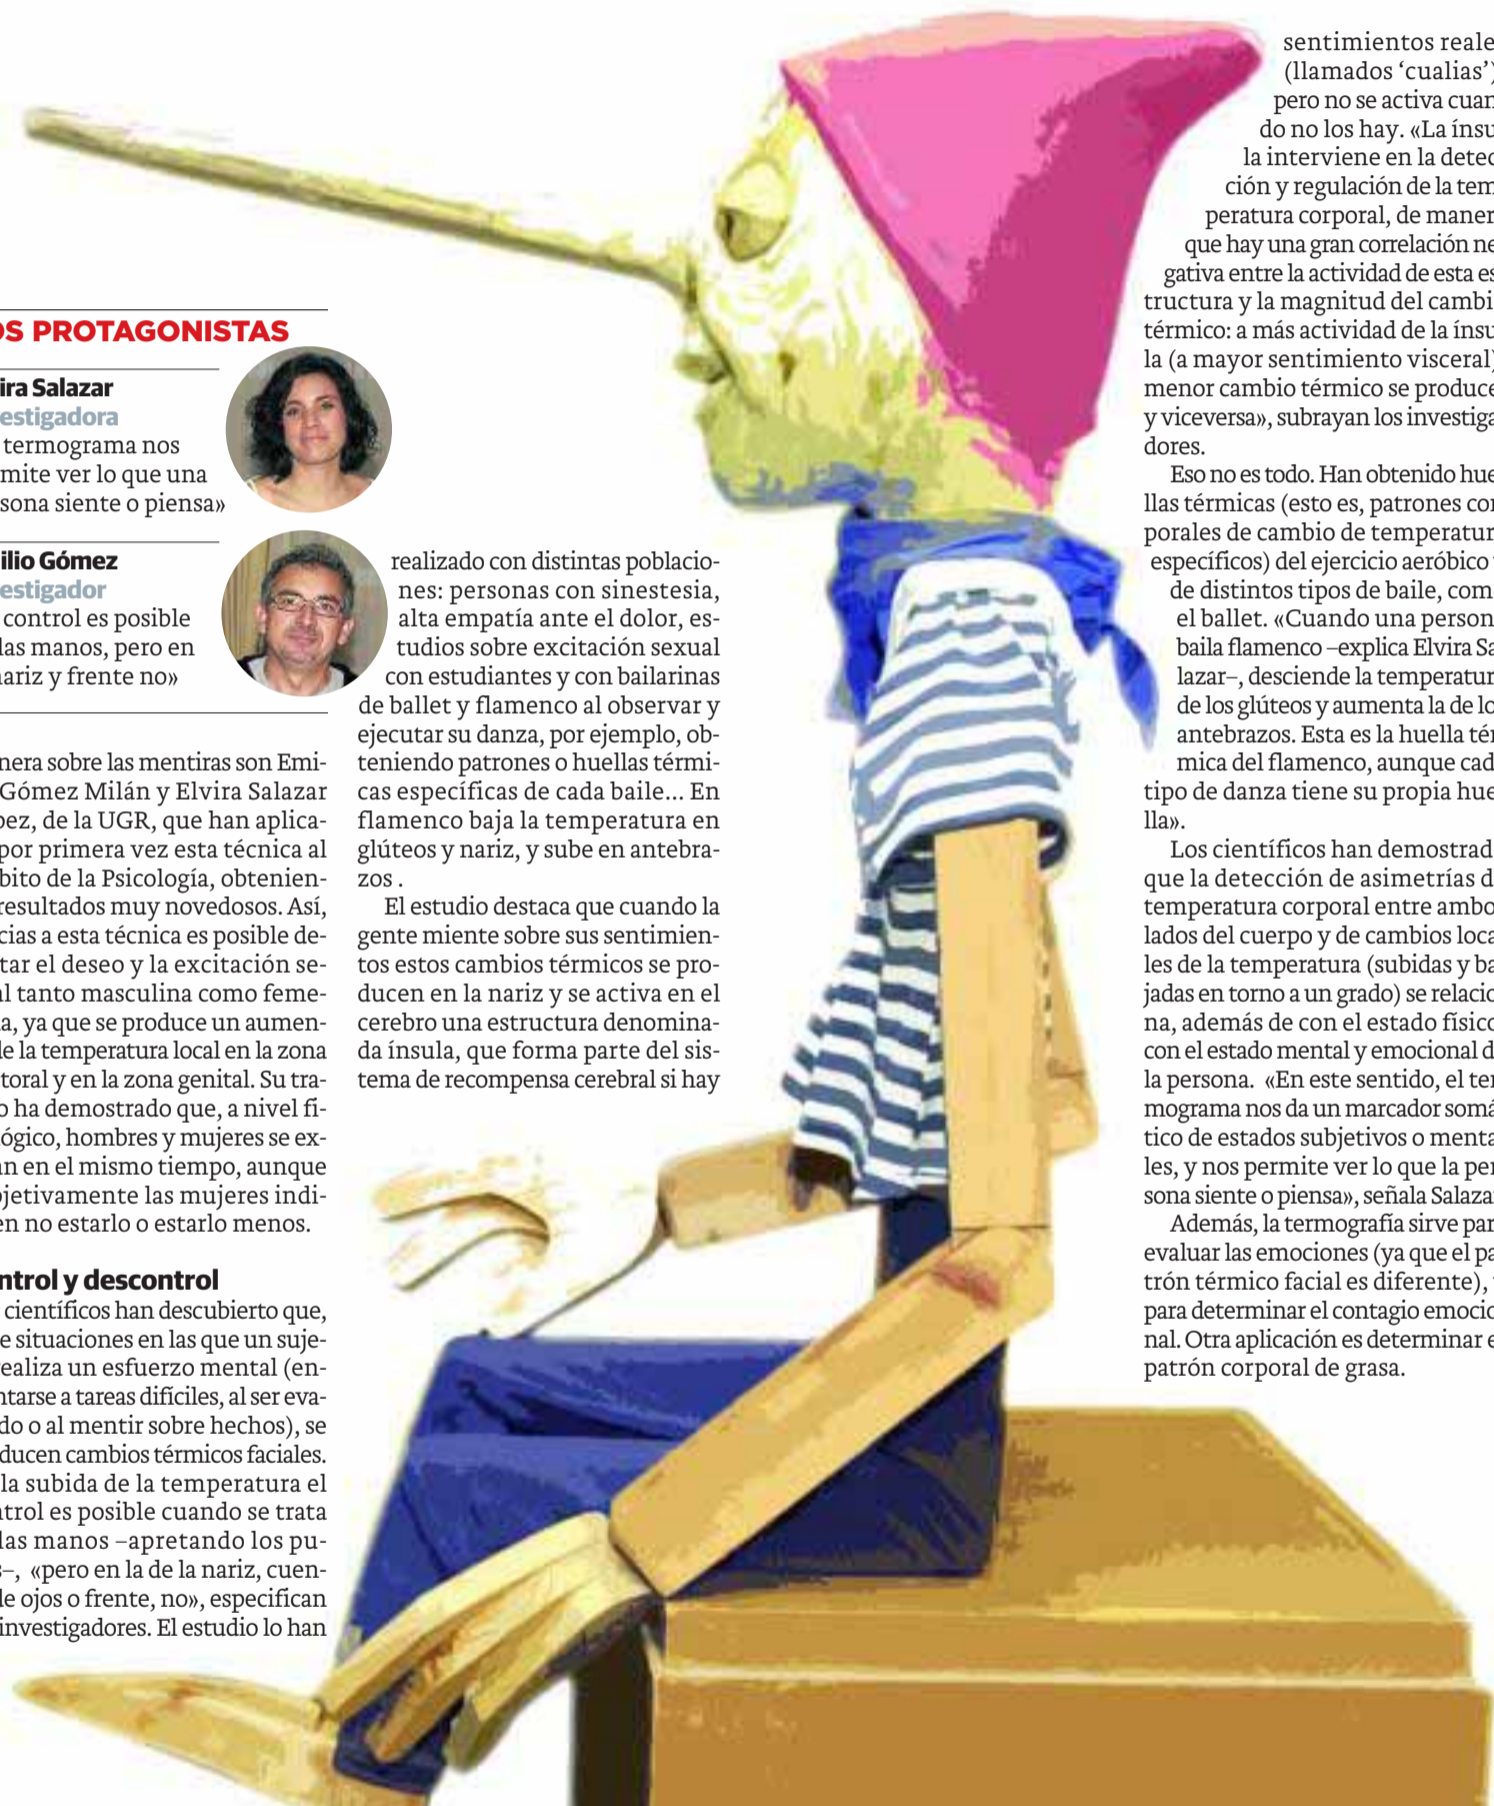 OS PROTAGONISTAS
ira Salazar
estigadora
termograma nos
mite ver lo que una
sona siente o piensa»
ilio Gómez
estigador
control es posible
las manos, pero en
nariz y frente no»
nera sobre las mentiras son Emi-
Gómez Milán y Elvira Salazar
pez, de la UGR, que han aplica-
por primera vez esta técnica al
bito de la Psicología, obtenien-
resultados muy novedosos. Así,
cias a esta técnica es posible de-
tar el deseo y la excitación se-
al tanto masculina como feme-
a, ya que se produce un aumen-
de la temperatura local en la zona
toral y en la zona genital. Su tra-
o ha demostrado que, a nivel fi-
ógico, hombres y mujeres se ex-
an en el mismo tiempo, aunque
bjetivamente las mujeres indi-
en no estarlo o estarlo menos.
ntrol y descontrol
científicos han descubierto que,
e situaciones en las que un suje-
realiza un esfuerzo mental (en-
ntarse a tareas difíciles, al ser eva-
do o al mentir sobre hechos), se
ducen cambios térmicos faciales.
la subida de la temperatura el
ntrol es posible cuando se trata
las manos –apretando los pu-
s–, «pero en la de la nariz, cuen-
de ojos o frente, no», especifican
investigadores. El estudio lo han
realizado con distintas poblacio-
nes: personas con sinestesia,
alta empatía ante el dolor, es-
tudios sobre excitación sexual
con estudiantes y con bailarinas
de ballet y flamenco al observar y
ejecutar su danza, por ejemplo, ob-
teniendo patrones o huellas térmi-
cas específicas de cada baile... En
flamenco baja la temperatura en
glúteos y nariz, y sube en antebra-
zos .
El estudio destaca que cuando la
gente miente sobre sus sentimien-
tos estos cambios térmicos se pro-
ducen en la nariz y se activa en el
cerebro una estructura denomina-
da ínsula, que forma parte del sis-
tema de recompensa cerebral si hay
sentimientos reale
(llamados ‘cualias’)
pero no se activa cuan
do no los hay. «La ínsu
la interviene en la detec
ción y regulación de la tem
peratura corporal, de maner
que hay una gran correlación ne
gativa entre la actividad de esta es
tructura y la magnitud del cambi
térmico: a más actividad de la ínsu
la (a mayor sentimiento visceral)
menor cambio térmico se produce
y viceversa», subrayan los investiga
dores.
Eso no es todo. Han obtenido hue
llas térmicas (esto es, patrones cor
porales de cambio de temperatur
específicos) del ejercicio aeróbico
de distintos tipos de baile, com
el ballet. «Cuando una person
baila flamenco –explica Elvira Sa
lazar–, desciende la temperatur
de los glúteos y aumenta la de lo
antebrazos. Esta es la huella tér
mica del flamenco, aunque cad
tipo de danza tiene su propia hue
lla».
Los científicos han demostrad
que la detección de asimetrías d
temperatura corporal entre ambo
lados del cuerpo y de cambios loca
les de la temperatura (subidas y ba
jadas en torno a un grado) se relacio
na, además de con el estado físico
con el estado mental y emocional d
la persona. «En este sentido, el ter
mograma nos da un marcador somá
tico de estados subjetivos o menta
les, y nos permite ver lo que la per
sona siente o piensa», señala Salaza
Además, la termografía sirve par
evaluar las emociones (ya que el pa
trón térmico facial es diferente),
para determinar el contagio emocio
nal. Otra aplicación es determinar e
patrón corporal de grasa.